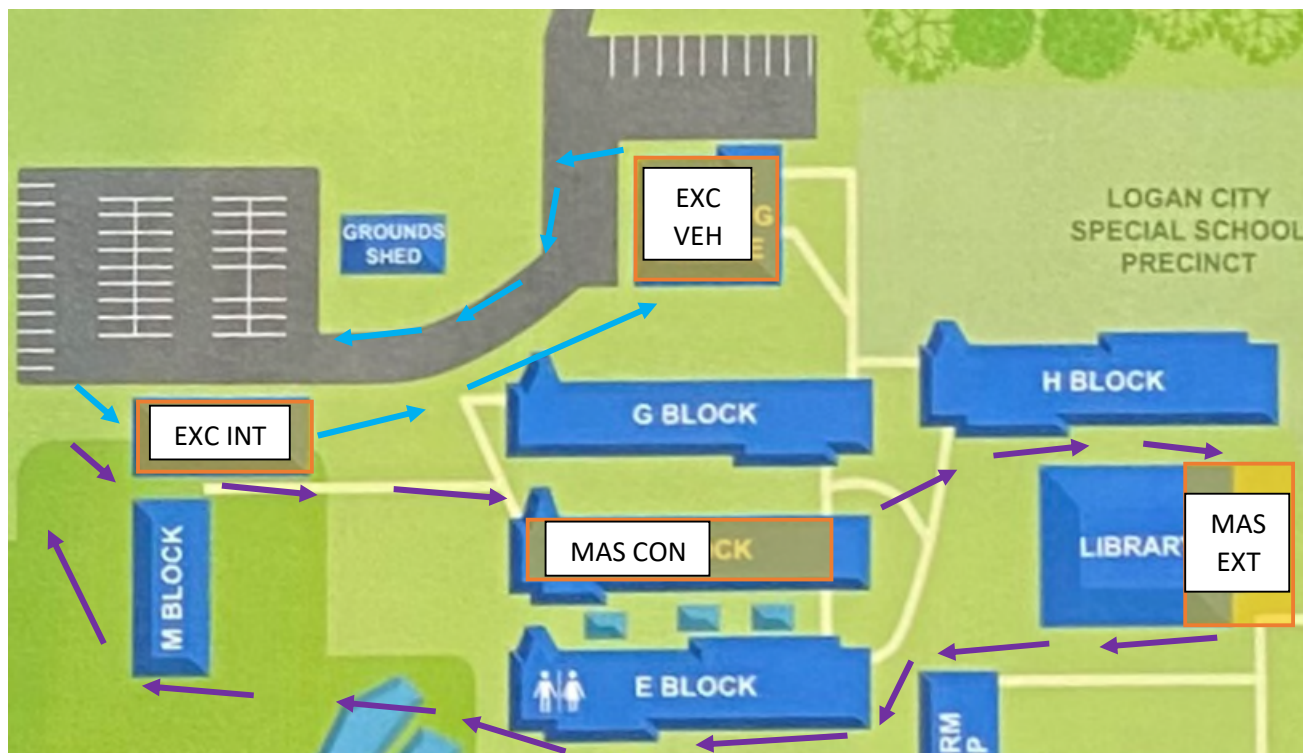 EXC
VEH
GROUNDS
SHED
LOGAN CITY
SPECIAL SCHOOL
PRECINCT
H BLOCK
G BLOCK
EXC INT
MAS CON
LIBRARY
MAS
EXT
M BLOCK
E BLOCK